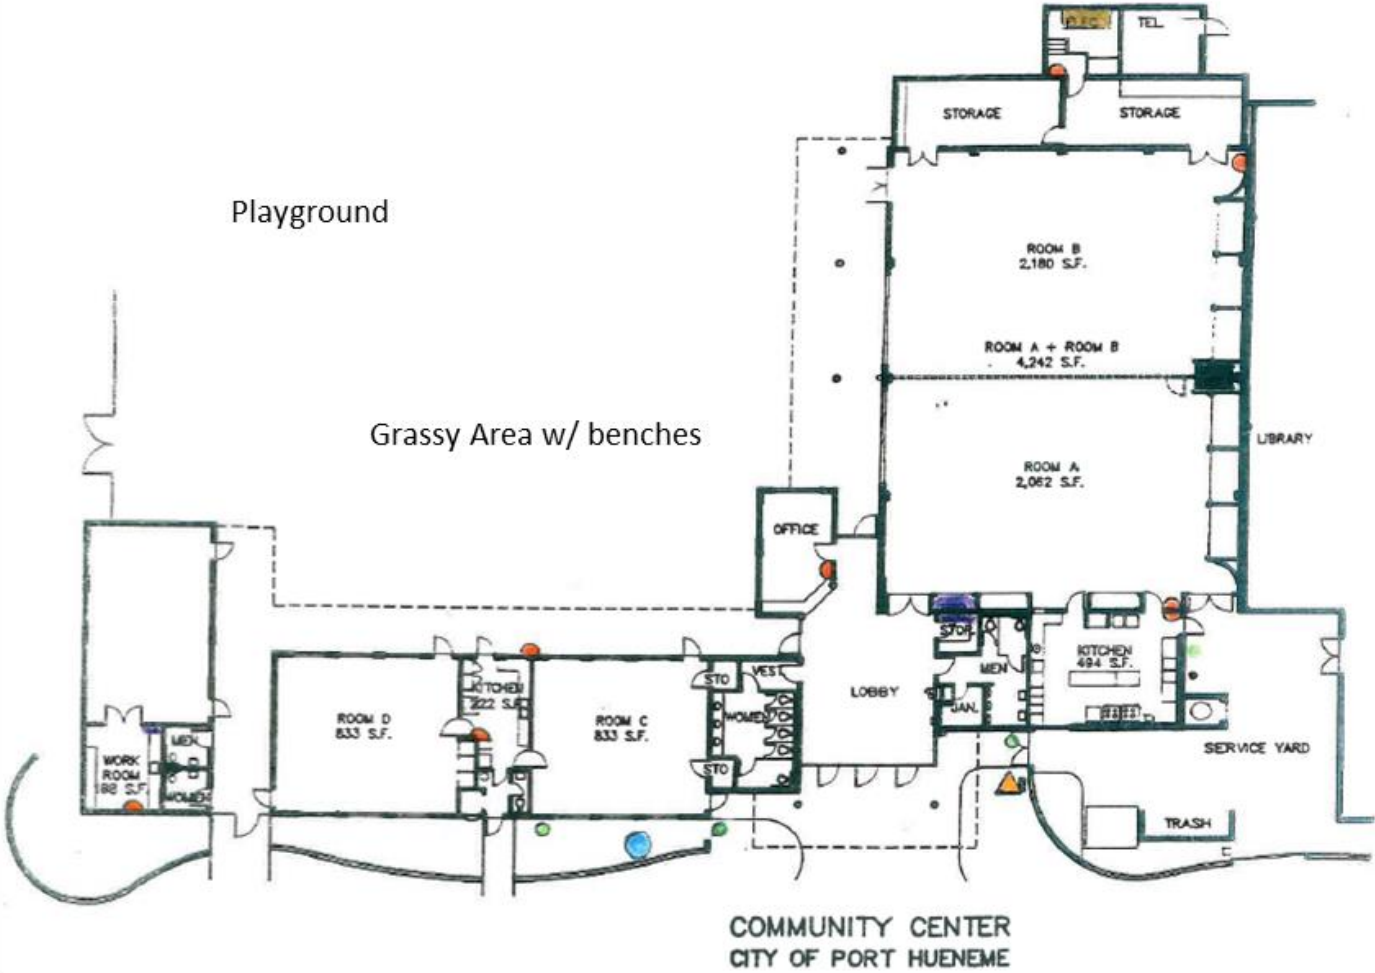 ELEC
TEL
STORAGE
STORAGE
Playground
ROOM B
2,180 S.F.
ROOM A + ROOM B
4,242 S.F.
Grassy Area w/ benches
LIBRARY
ROOM A
2,062 S.F.
OFFICE
STOR.
MEN
KITCHEN
494 S.F.
JAN.
LOBBY
VEST
STO
WOMEN
STO
KITCHEN
222 S.F.
ROOM C
833 S.F.
ROOM D
833 S.F.
MEN
WOMEN
WORK
ROOM
S.F.
SERVICE YARD
TRASH
COMMUNITY CENTER
CITY OF PORT HUENEME